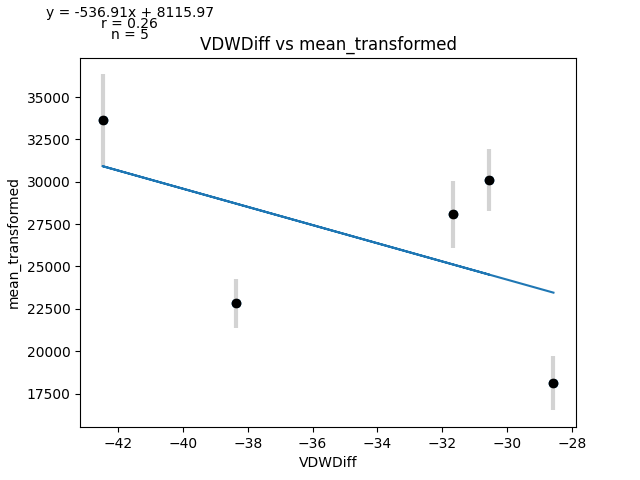 y = -536.91x + 8115.97
r = 0.26
n = 5
VDWDiff vs mean_transformed
mean_transformed
35000
32500
30000
27500
25000
22500
20000
17500
−42
−40
−38
−36
−34
−32
−30
−28
VDWDiff